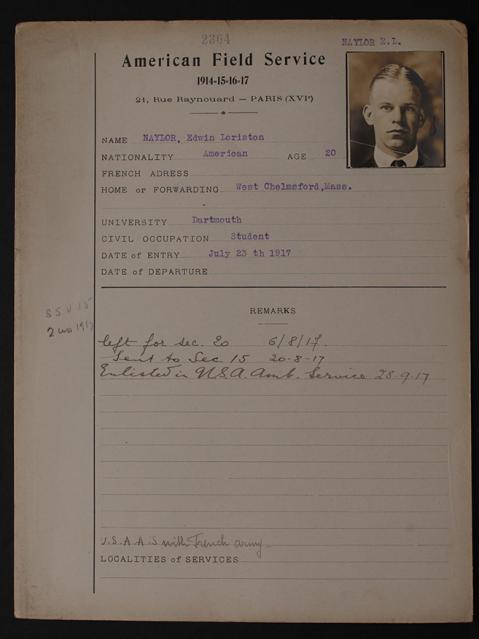 2364
NAYLOR E.L.
American Field Service
1914-15-16-17
21, Rue Raynouard — PARIS (XVIe)
NAME NAYLOR, Edwin Loriston
NATIONALITY American AGE 20
FRENCH ADRESS
HOME or FORWARDING West Chelmsford,Mass.
UNIVERSITY Dartmouth
CIVIL OCCUPATION Student
DATE of ENTRY July 23 th 1917
DATE of DEPARTURE
REMARKS
SSU 15
2 1917
left for sec. 20 6/8/17.
Sent to Sec 15 20-8-17
Enlisted in U.S.A. Amb. Service 28-9-17
U.S.A.A.S with French army
LOCALITIES of SERVICES